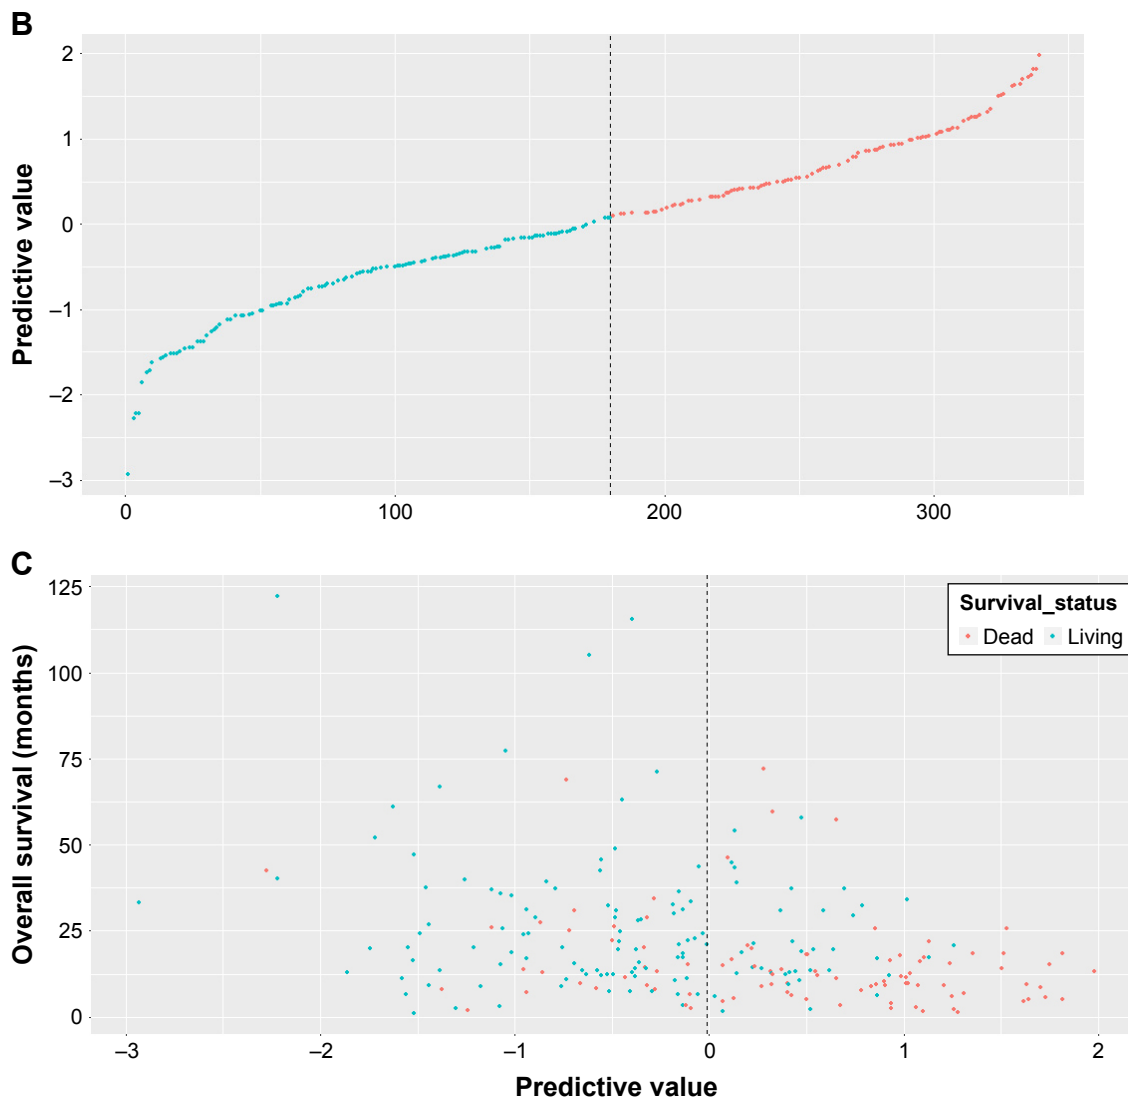 B
Predictive value
2
1
0
–1
–2
–3
0 100 200 300
C
Overall survival (months)
125
100
75
50
25
0
Survival_status
Dead Living
–3 –2 –1 0 1 2
Predictive value